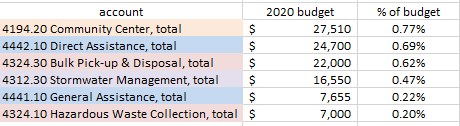 account 2020 budget % of budget
4194.20 Community Center, total $ 27,510 0.77%
4442.10 Direct Assistance, total $ 24,700 0.69%
4324.30 Bulk Pick-up & Disposal, total $ 22,000 0.62%
4312.30 Stormwater Management, total $ 16,550 0.47%
4441.10 General Assistance, total $ 7,655 0.22%
4324.10 Hazardous Waste Collection, total $ 7,000 0.20%